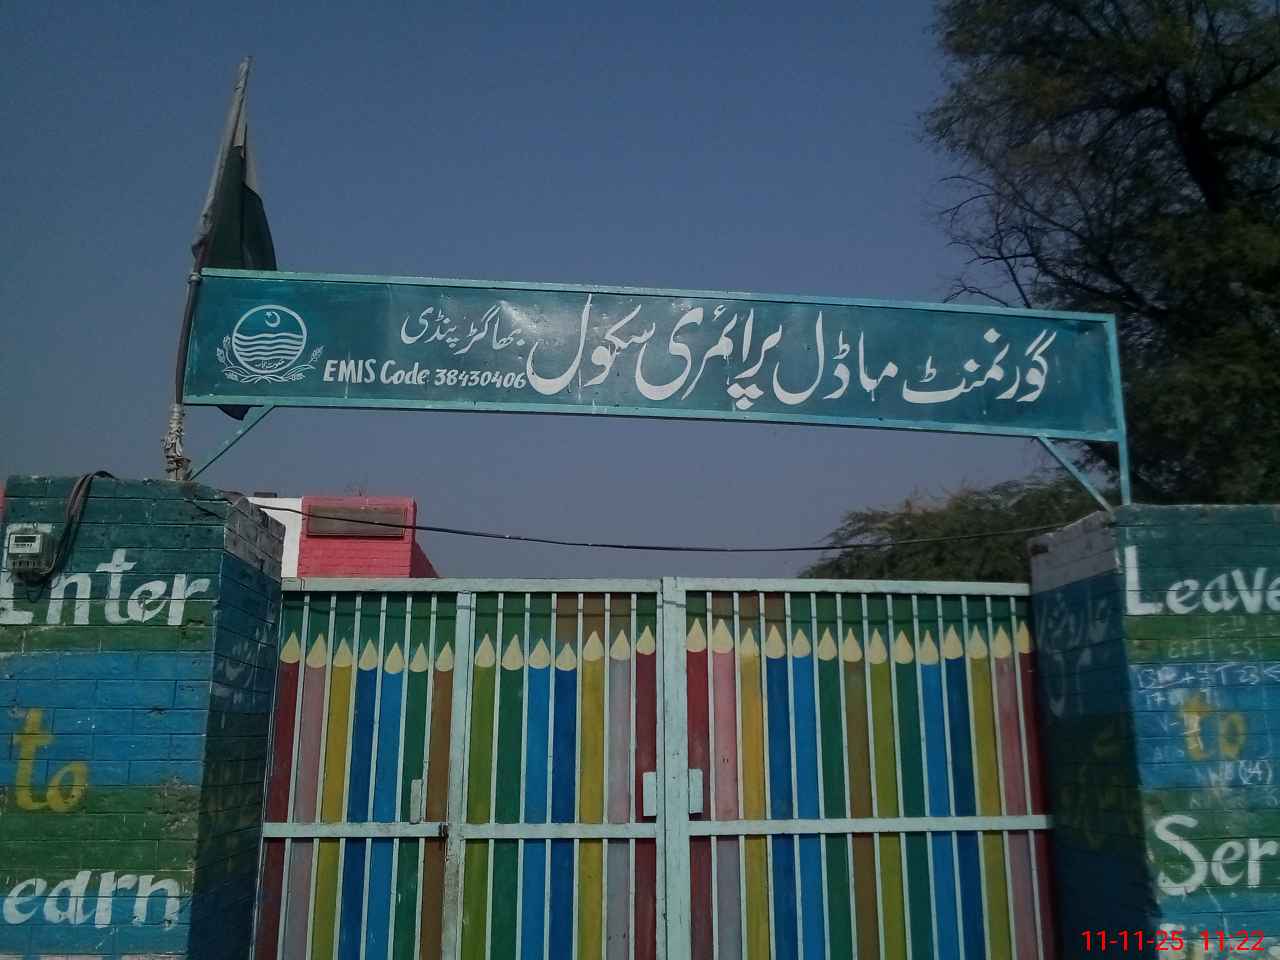 گورنمنٹ ماڈل پرائمری سکول بھاگڑ پنڈی
EMIS Code 38430406
Enter
to
earn
Leave
to
Ser
11-11-25 11:22